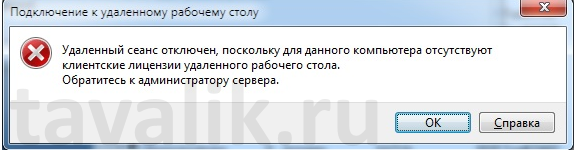 Подключение к удаленному рабочему столу
Удаленный сеанс отключен, поскольку для данного компьютера отсутствуют
клиентские лицензии удаленного рабочего стола.
Обратитесь к администратору сервера.
ОК
Справка
tavalik.ru